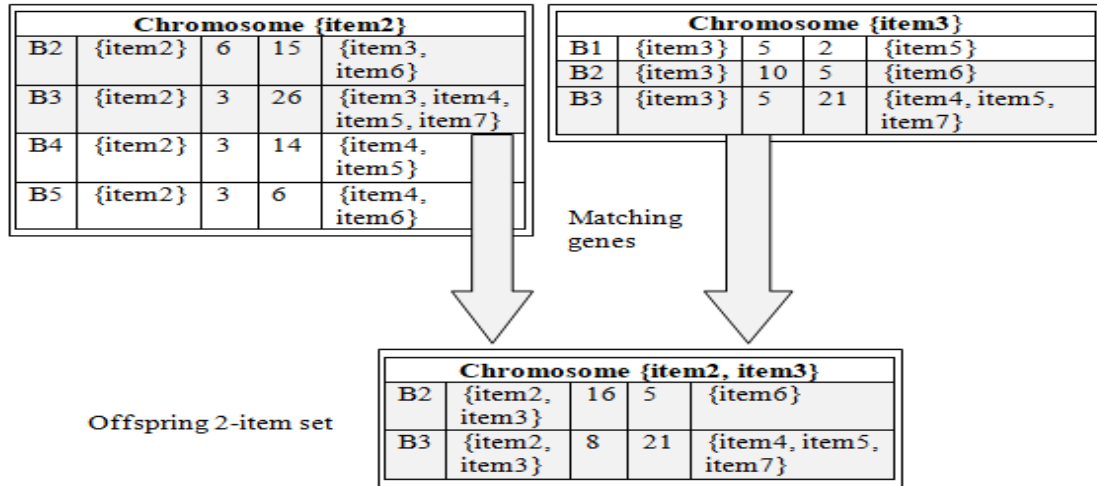 Chromosome {item2}
B2 {item2} 6 15 {item3,
item6}
B3 {item2} 3 26 {item3, item4,
item5, item7}
B4 {item2} 3 14 {item4,
item5}
B5 {item2} 3 6 {item4,
item6}
Chromosome {item3}
B1 {item3} 5 2 {item5}
B2 {item3} 10 5 {item6}
B3 {item3} 5 21 {item4, item5,
item7}
Matching
genes
Chromosome {item2, item3}
B2 {item2, 16 5 {item6}
item3}
B3 {item2, 8 21 {item4, item5,
item3} item7}
Offspring 2-item set